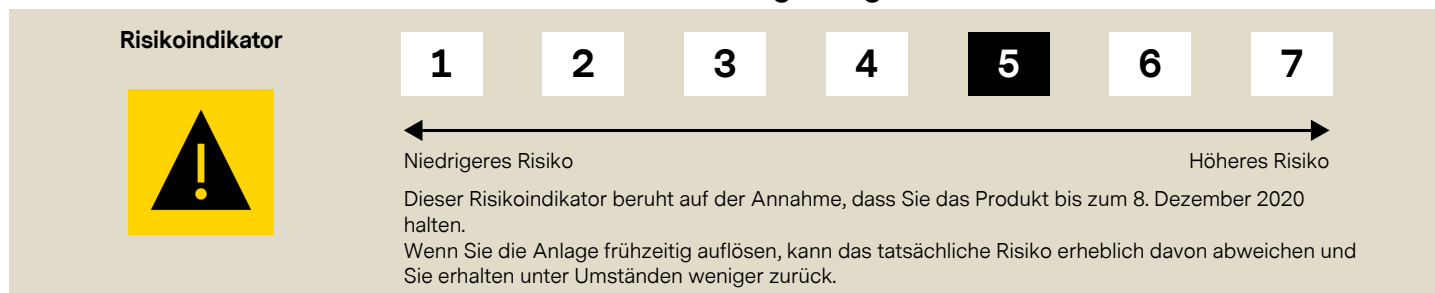 Risikoindikator
1 2 3 4 5 6 7
Niedrigeres Risiko Höheres Risiko
Dieser Risikoindikator beruht auf der Annahme, dass Sie das Produkt bis zum 8. Dezember 2020
halten.
Wenn Sie die Anlage frühzeitig auflösen, kann das tatsächliche Risiko erheblich davon abweichen und
Sie erhalten unter Umständen weniger zurück.